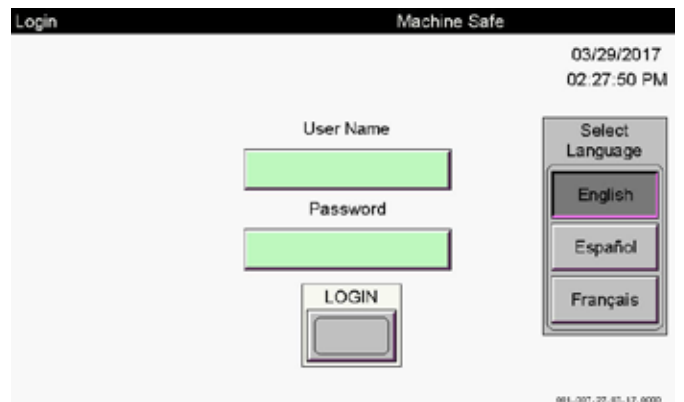 Login
Machine Safe
03/29/2017
02:27:50 PM
User Name
Password
LOGIN
Select
Language
English
Español
Français